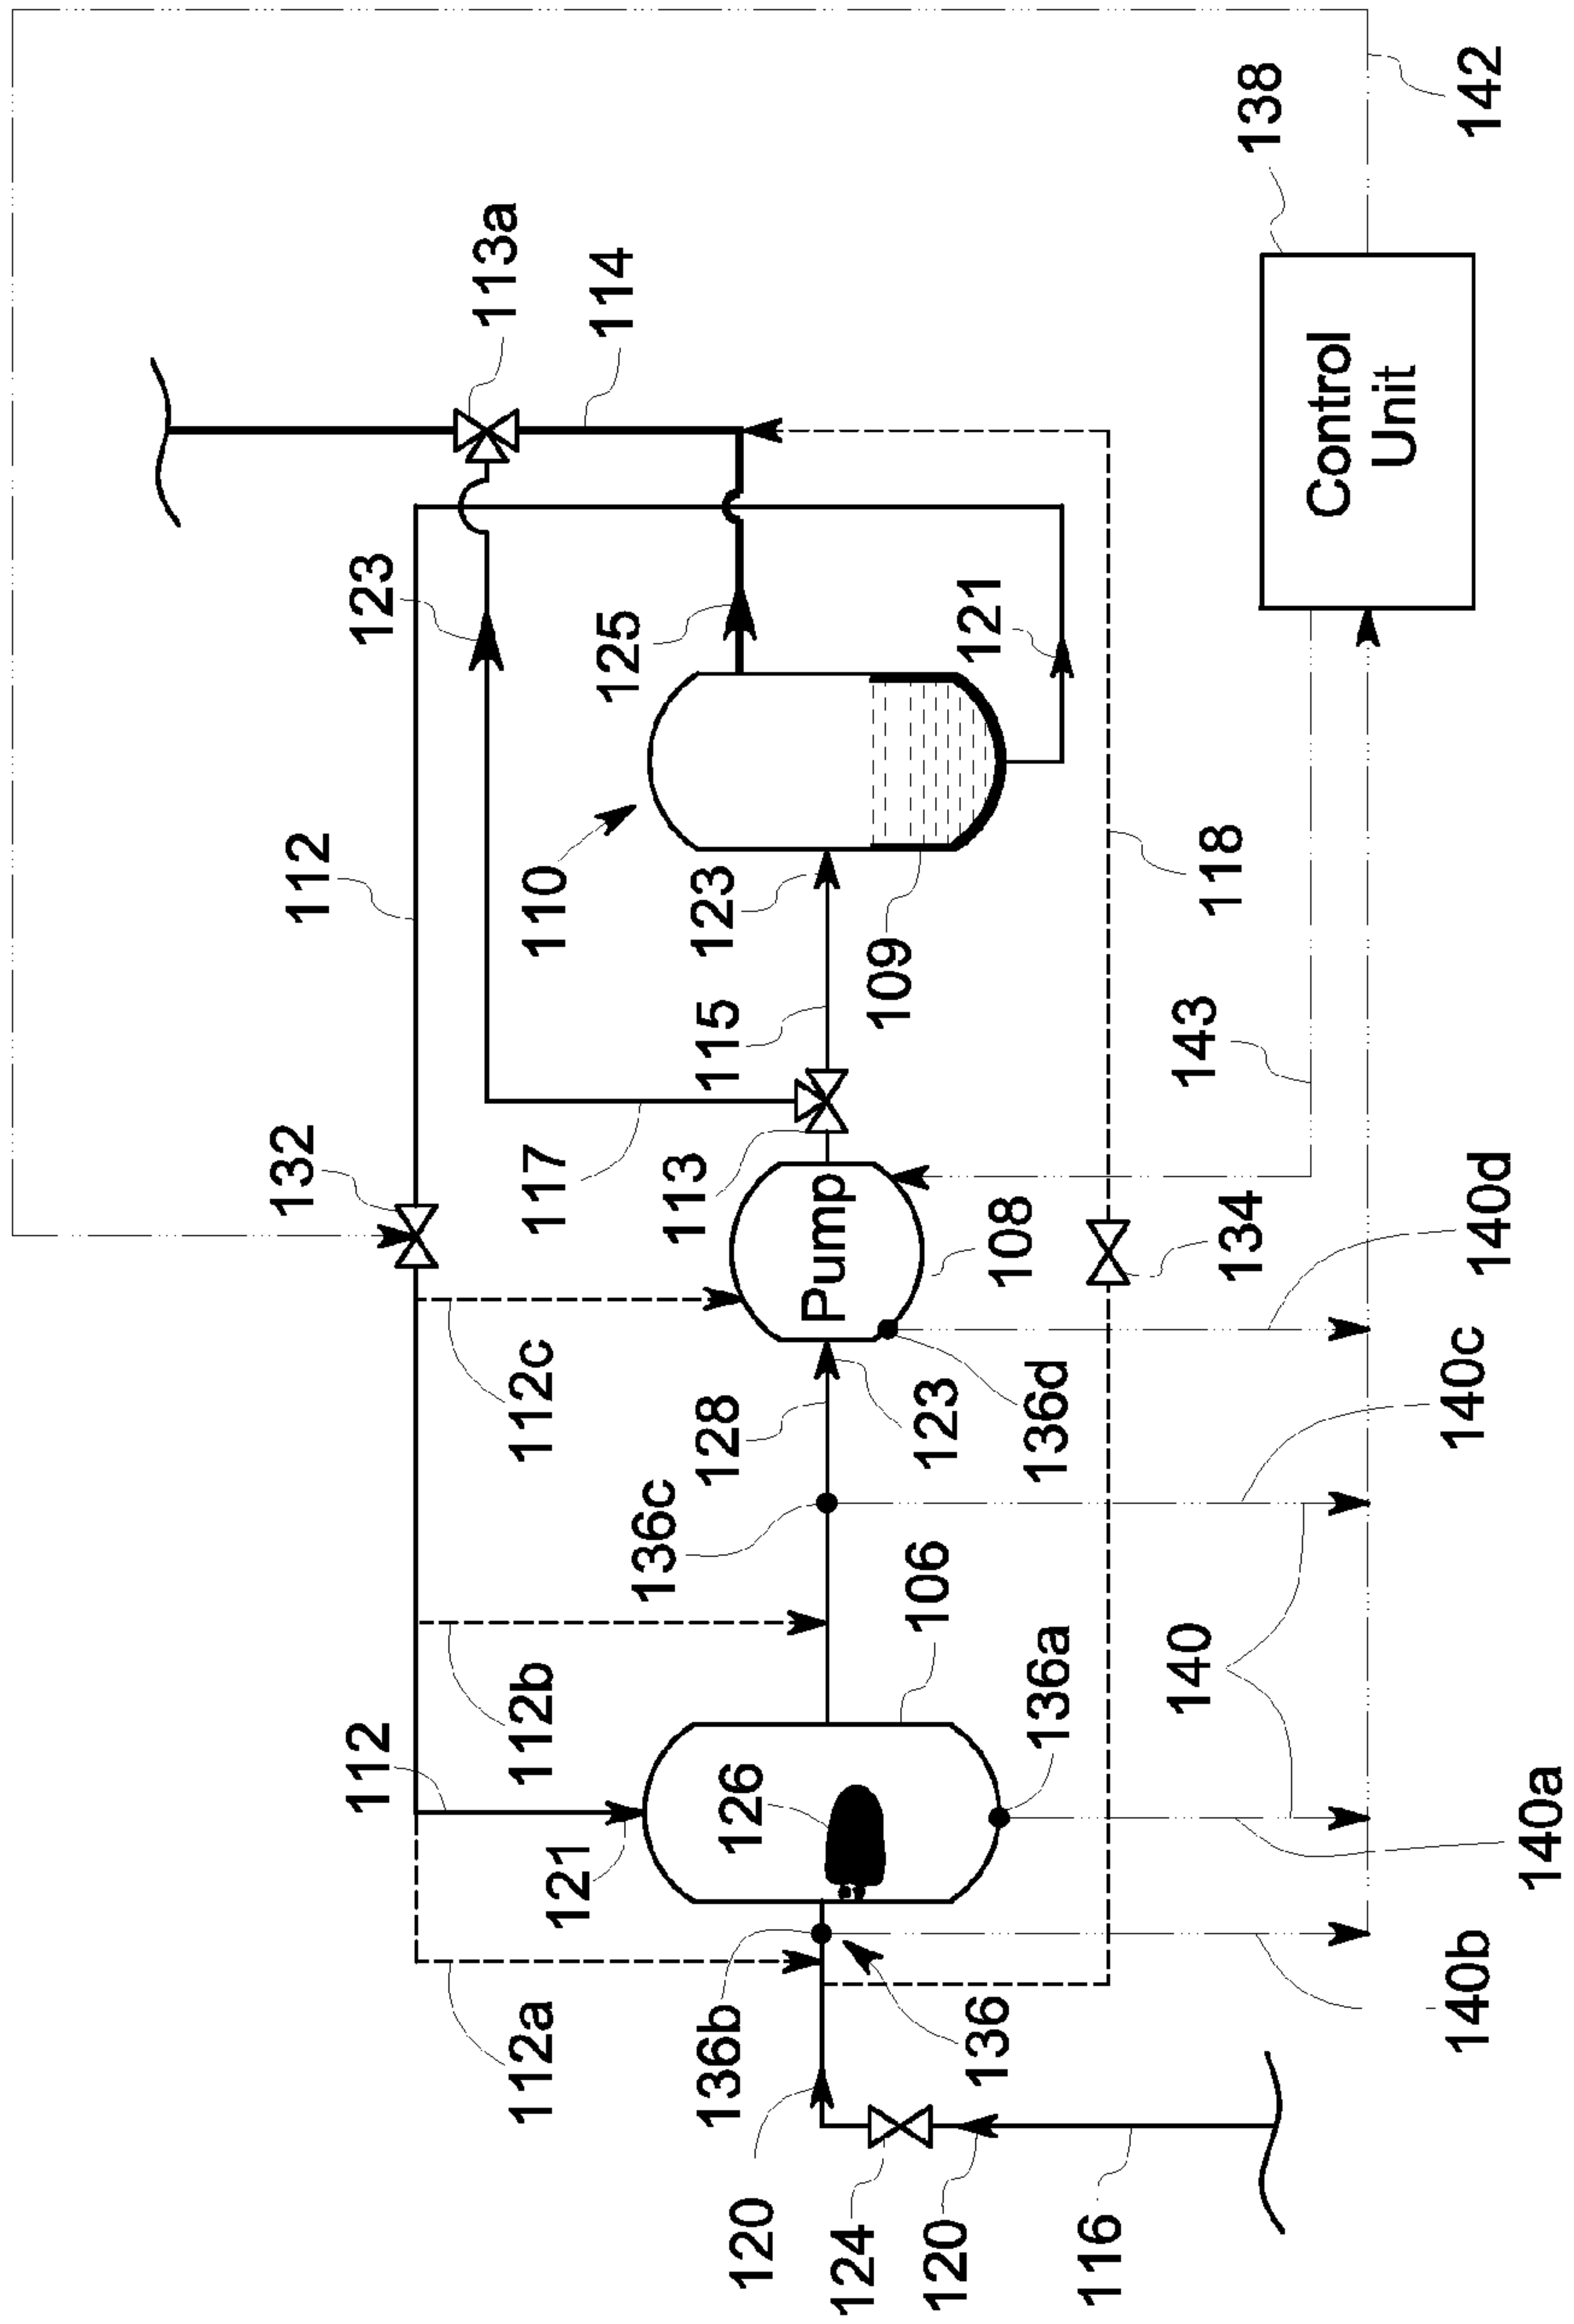 132
112
112
123
113a
112a
112b
112c
117
110
121
125
114
136c
113
136b
128
115
123
126
120
Pump
124
109
106
123
120
121
136
108
136a
136d
116
140
143
118
134
138
Control
Unit
140b
140c
140d
142
140a